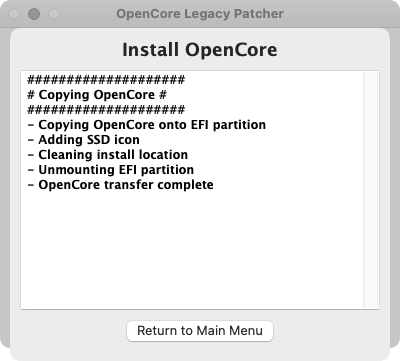 OpenCore Legacy Patcher
Install OpenCore
####################
# Copying OpenCore #
####################
- Copying OpenCore onto EFI partition
- Adding SSD icon
- Cleaning install location
- Unmounting EFI partition
- OpenCore transfer complete
Return to Main Menu